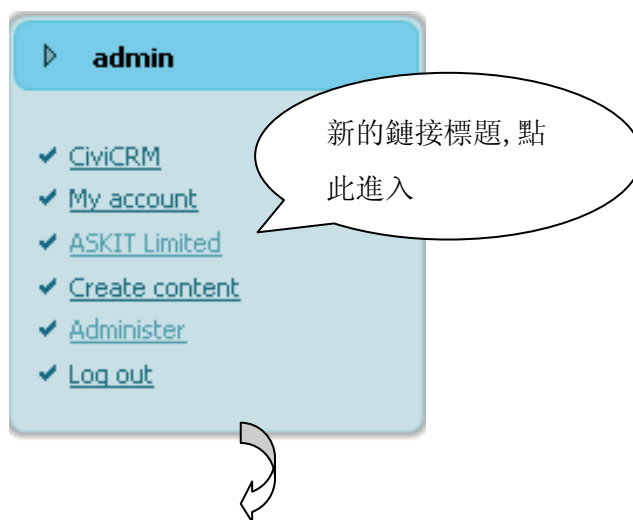 admin
新的鏈接標題,點
此進入
CiviCRM
My account
ASKIT Limited
Create content
Administer
Log out